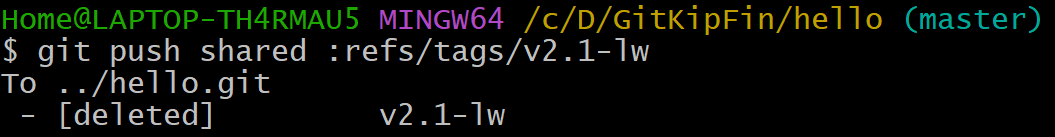 Home@LAPTOP-TH4RMAU5 MINGW64 /c/D/GitKipFin/hello (master)
$ git push shared :refs/tags/v2.1-lw
To ../hello.git
 - [deleted]         v2.1-lw